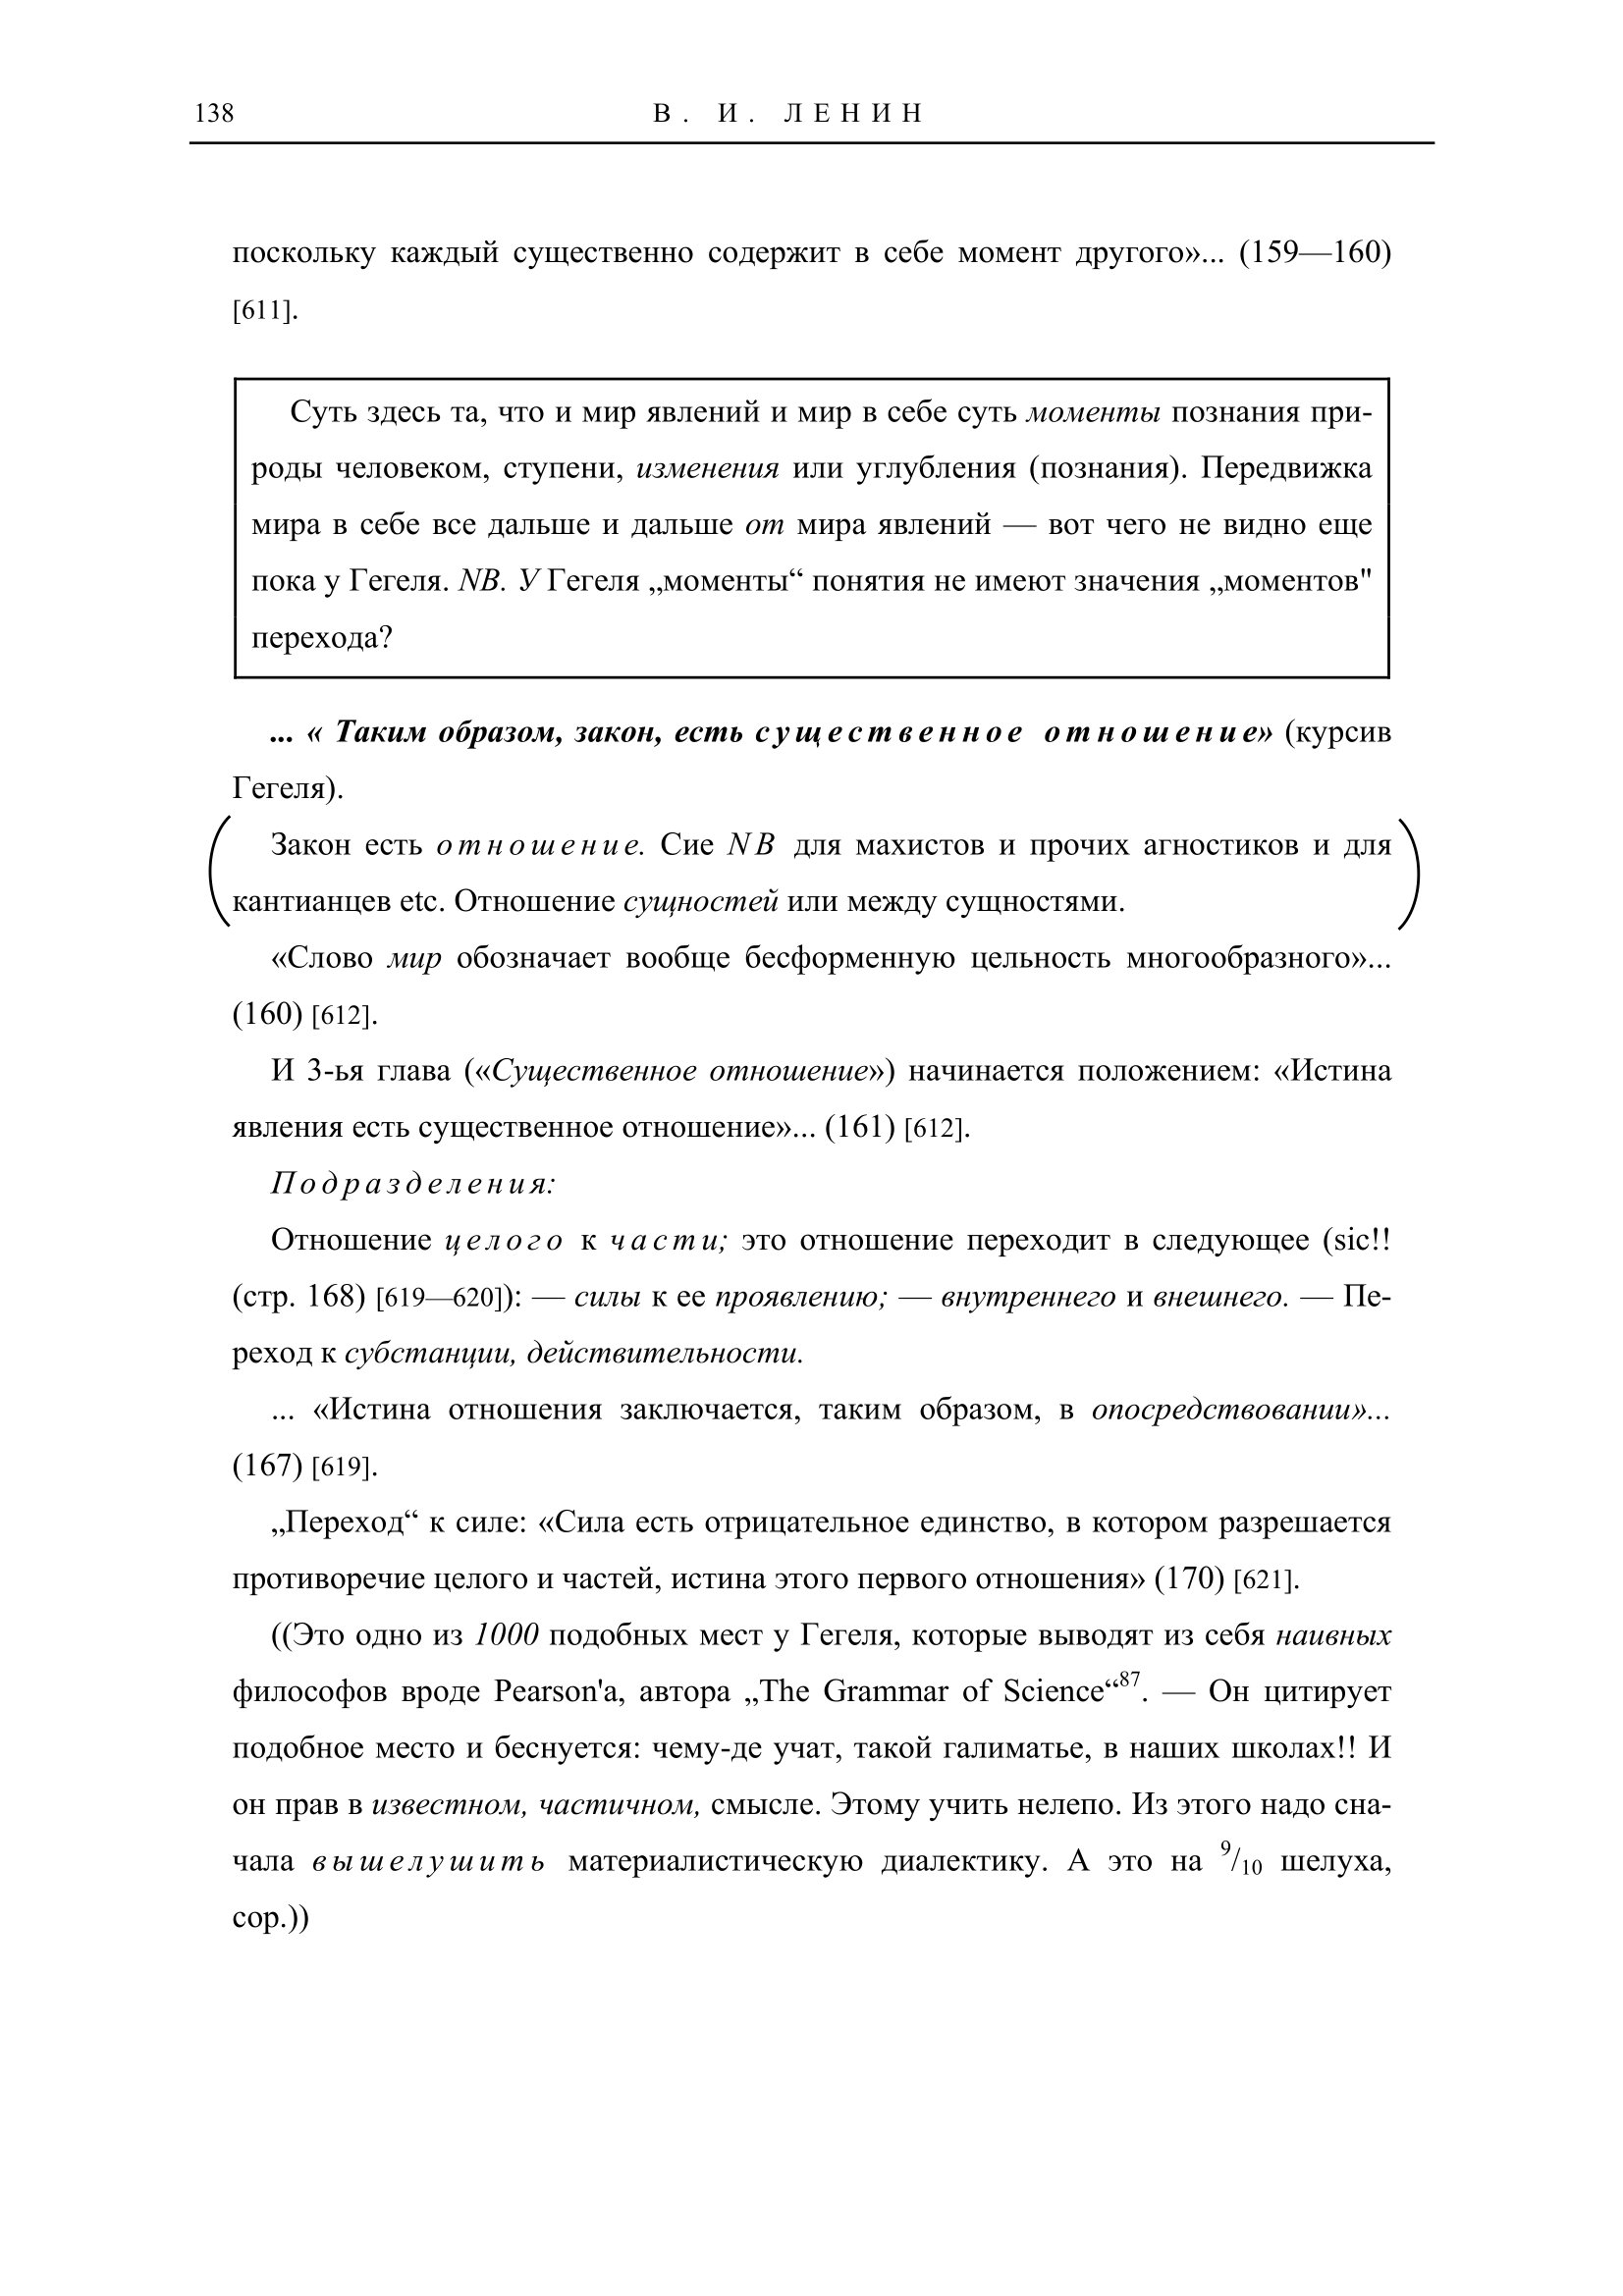 138
В. И. ЛЕНИН
поскольку каждый существенно содержит в себе момент другого»... (159—160)
[611].
Суть здесь та, что и мир явлений и мир в себе суть моменты познания при-
роды человеком, ступени, изменения или углубления (познания). Передвижка
мира в себе все дальше и дальше от мира явлений — вот чего не видно еще
пока у Гегеля. NB. У Гегеля „моменты“ понятия не имеют значения „моментов"
перехода?
... « Таким образом, закон, есть существенное отношение» (курсив
Гегеля).
Закон есть отношение. Сие NB для махистов и прочих агностиков и для
кантианцев etc. Отношение сущностей или между сущностями.
«Слово мир обозначает вообще бесформенную цельность многообразного»...
(160) [612].
И 3-ья глава («Существенное отношение») начинается положением: «Истина
явления есть существенное отношение»... (161) [612].
Подразделения:
Отношение целого к части; это отношение переходит в следующее (sic!!
(стр. 168) [619—620]): — силы к ее проявлению; — внутреннего и внешнего. — Пе-
реход к субстанции, действительности.
... «Истина отношения заключается, таким образом, в опосредствовании»...
(167) [619].
„Переход“ к силе: «Сила есть отрицательное единство, в котором разрешается
противоречие целого и частей, истина этого первого отношения» (170) [621].
((Это одно из 1000 подобных мест у Гегеля, которые выводят из себя наивных
философов вроде Pearson'a, автора „The Grammar of Science“87. — Он цитирует
подобное место и беснуется: чему-де учат, такой галиматье, в наших школах!! И
он прав в известном, частичном, смысле. Этому учить нелепо. Из этого надо сна-
чала вышелушить материалистическую диалектику. А это на 9/10 шелуха,
сор.))